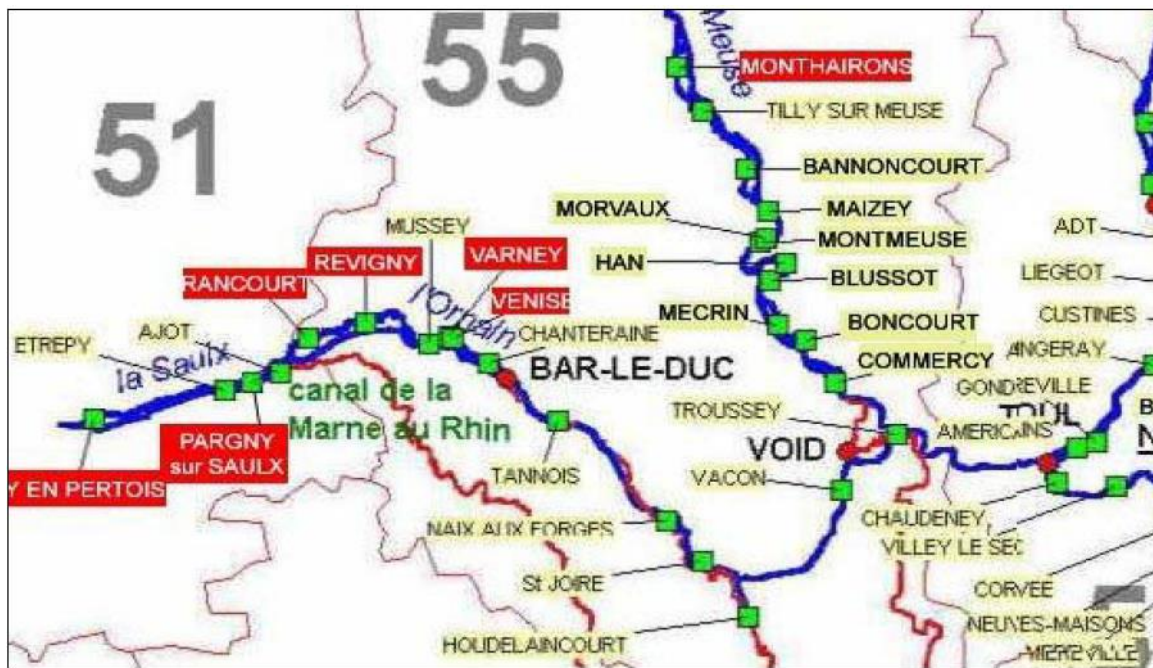 55
51
Meuse
MONTHAIRONS
TILLY SUR MEUSE
BANNONCOURT
MORVAUX
MAIZEY
MUSSEY
MONTMEUSE
ADT
REVIGNY
VARNEY
HAN
BLUSSOT
LIEGEOT
RANCOURT
VENISE
l'Ornain
MECRIN
BONCOURT
CUSTINES
AJOT
ETREPY
CHANTERAINE
la Saulx
BAR-LE-DUC
COMMERCY
ANGERAY
canal de la
Marne au Rhin
GONDREVILLE
TROUSSEY
TOUL
AMERICAINS
B
N
PARGNY
sur SAULX
VOID
TANNOIS
VACON
Y EN PERTOIS
NAIX AUX FORGES
CHAUDENEY
VILLEY LE SEC
St JOIRE
CORVEE
HOUDELAINCOURT
NEUVES-MAISONS